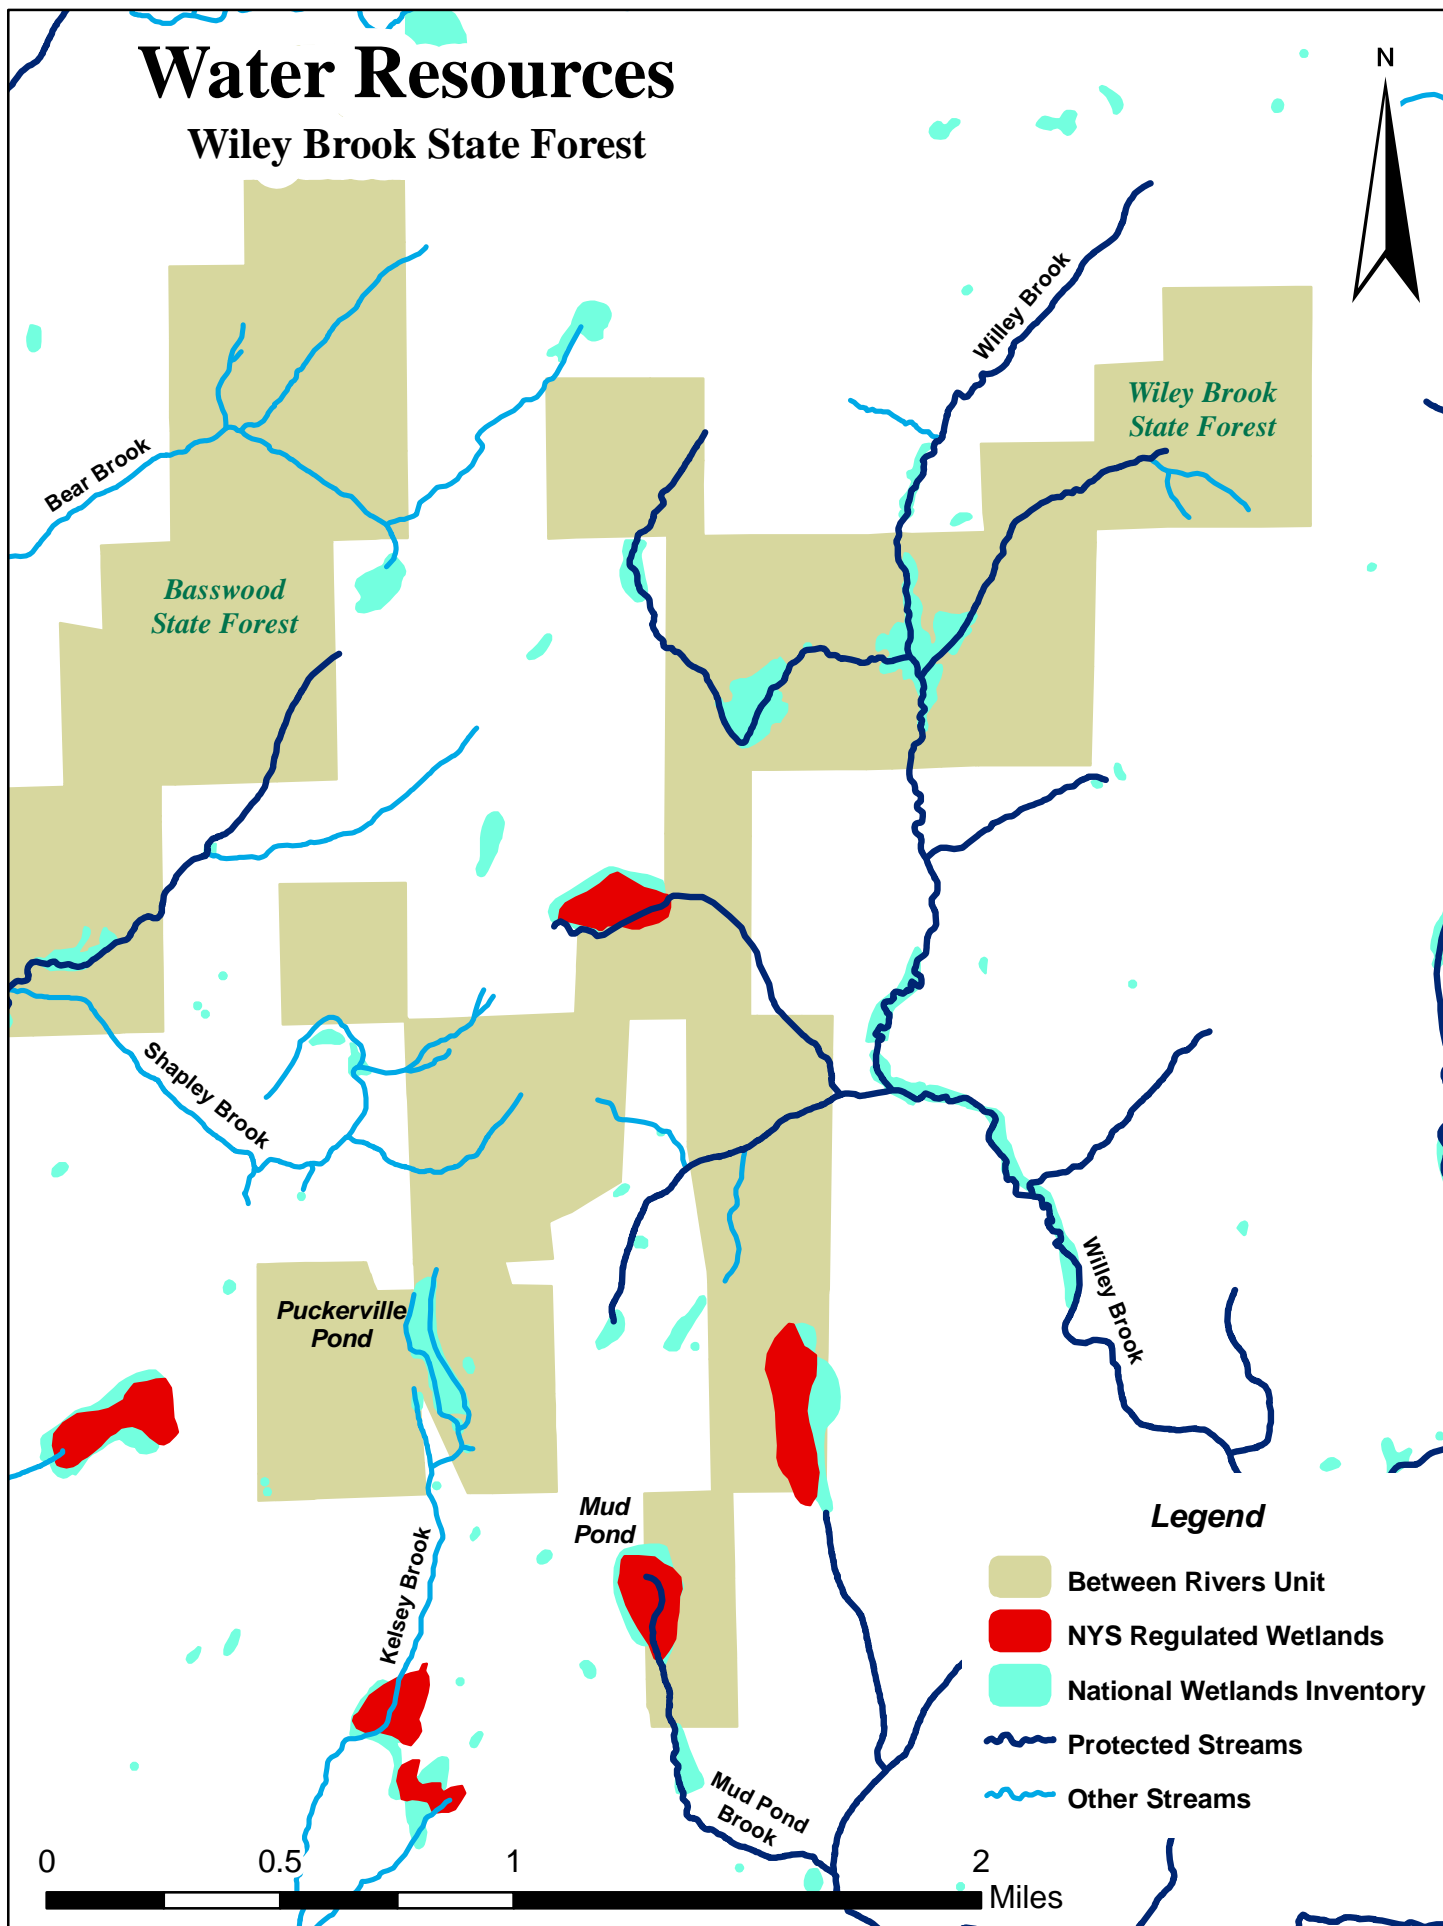 Water Resources
Wiley Brook State Forest
N
Willey Brook
Wiley Brook
State Forest
Bear Brook
Basswood
State Forest
Shapley Brook
Willey Brook
Puckerville
Pond
Mud
Pond
Kelsey Brook
Mud Pond
Brook
Legend
Between Rivers Unit
NYS Regulated Wetlands
National Wetlands Inventory
Protected Streams
Other Streams
0 0.5 1 2
Miles